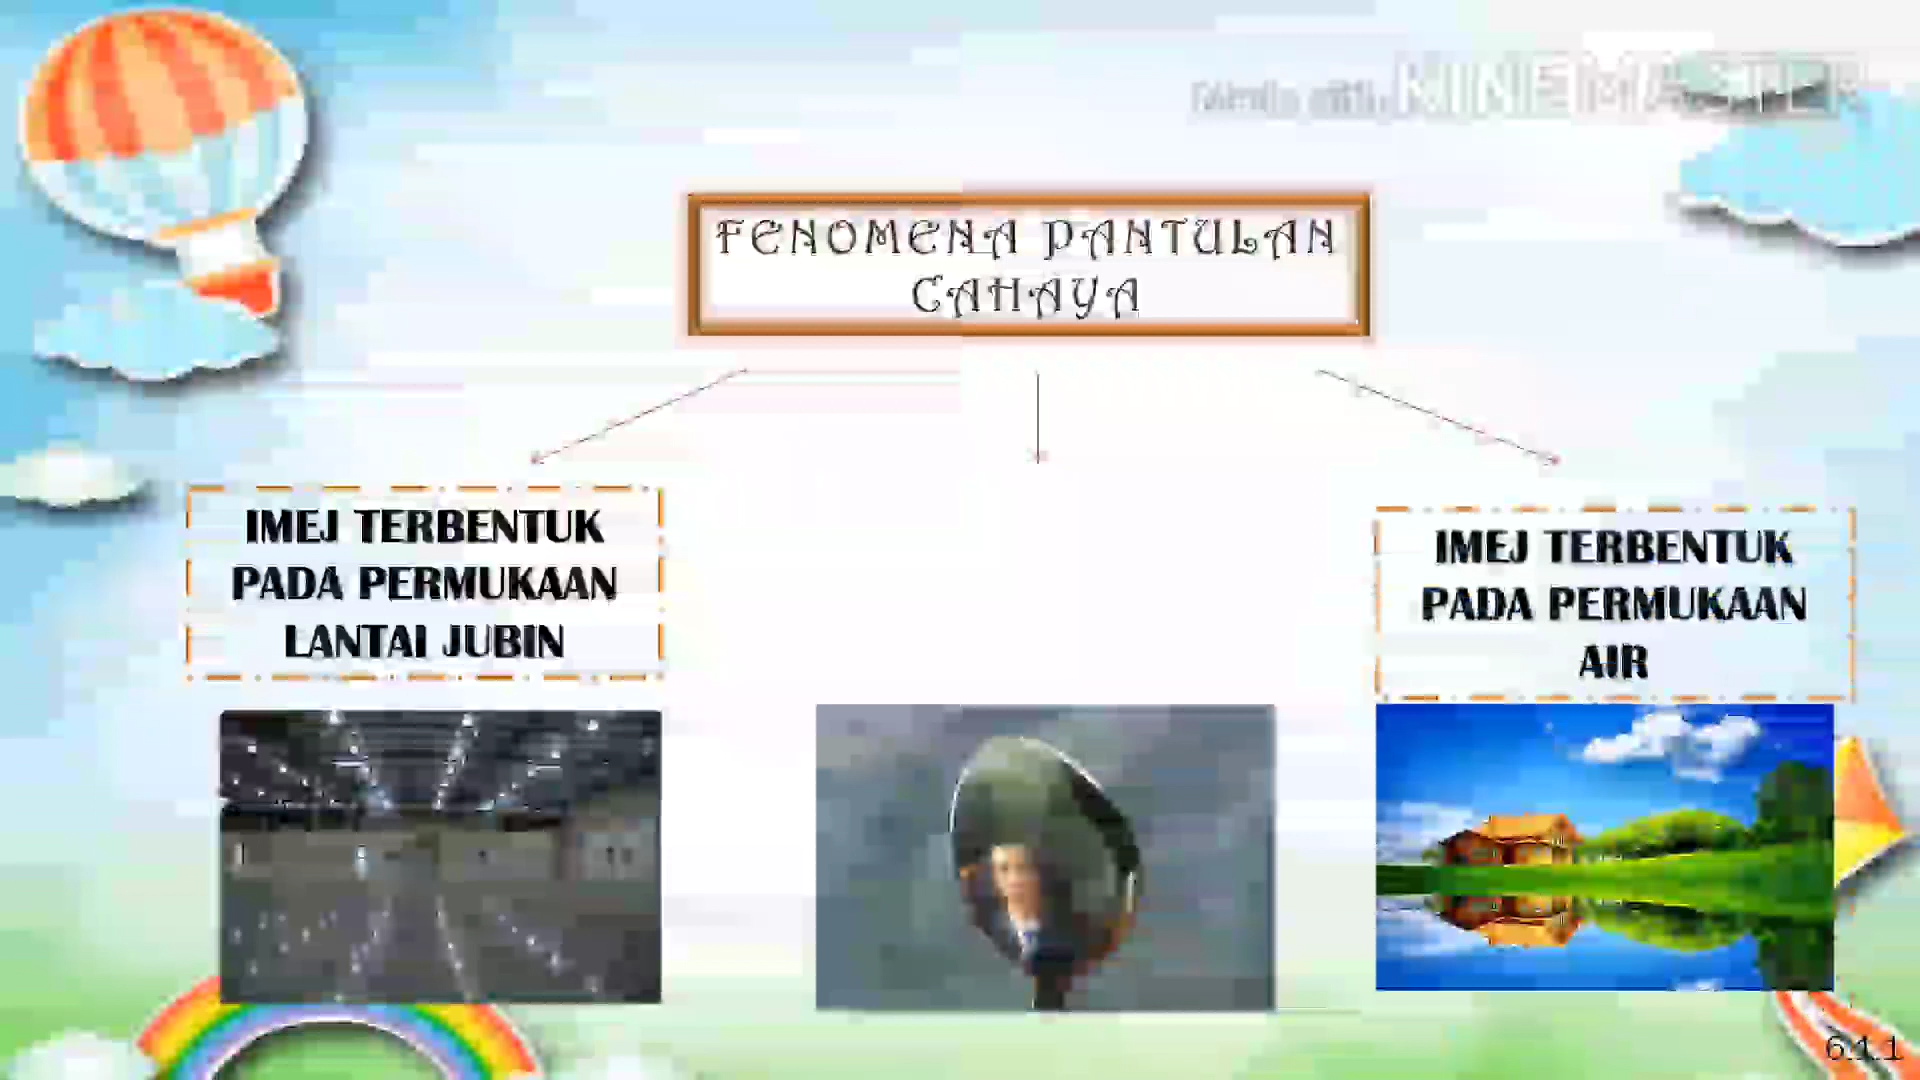 Made with KINEMASTER
FENOMENA PANTULAN
CAHAYA
IMEJ TERBENTUK
PADA PERMUKAAN
LANTAI JUBIN
IMEJ TERBENTUK
PADA PERMUKAAN
AIR
6.1.1